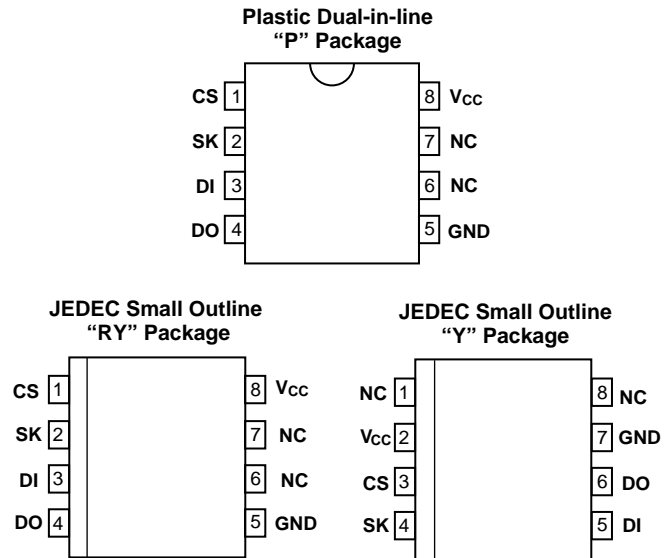 Plastic Dual-in-line
“P” Package
CS 1 8 VCC
SK 2 7 NC
DI 3 6 NC
DO 4 5 GND
JEDEC Small Outline
“RY” Package
CS 1 8 VCC
SK 2 7 NC
DI 3 6 NC
DO 4 5 GND
JEDEC Small Outline
“Y” Package
NC 1 8 NC
VCC 2 7 GND
CS 3 6 DO
SK 4 5 DI